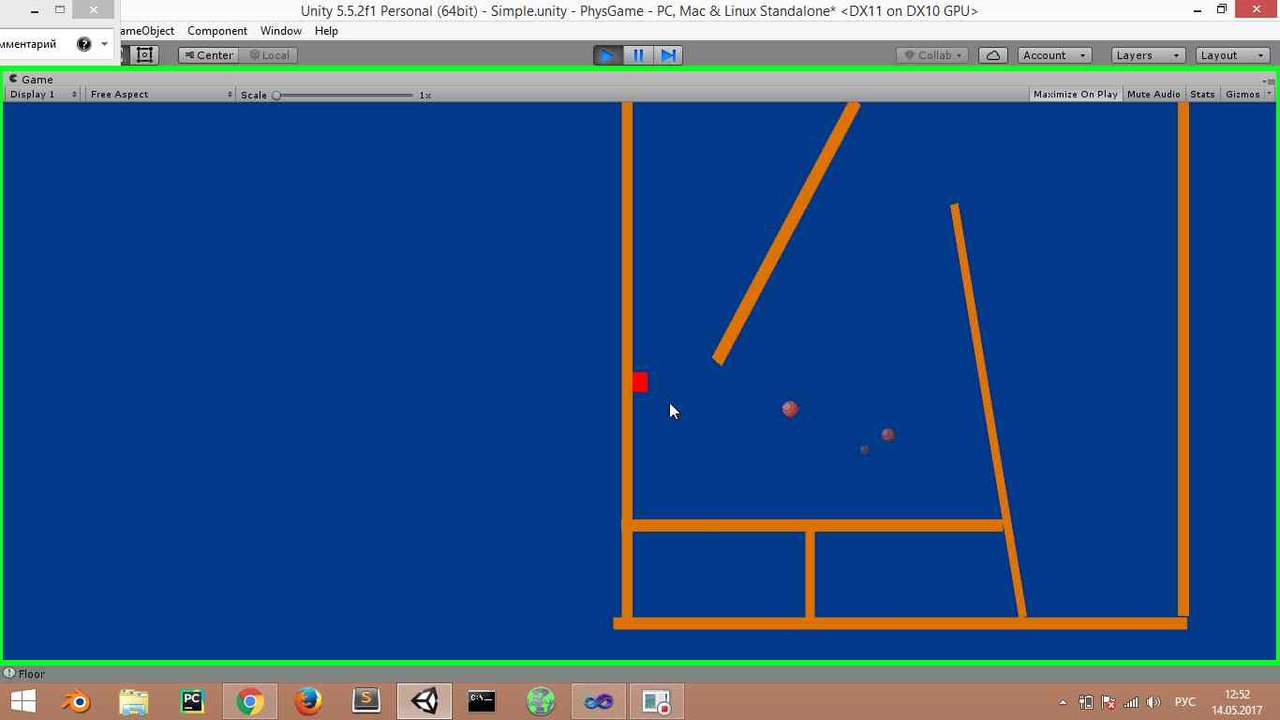 Unity 5.5.2f1 Personal (64bit) - Simple.unity - PhysGame - PC, Mac & Linux Standalone* <DX11 on DX10 GPU>
мментарий
ameObject Component Window Help
Center Local Collab Account Layers Layout
Game
Display 1 Free Aspect Scale 1x Maximize On Play Mute Audio Stats Gizmos
Floor
PC
S
РУС
12:52
14.05.2017